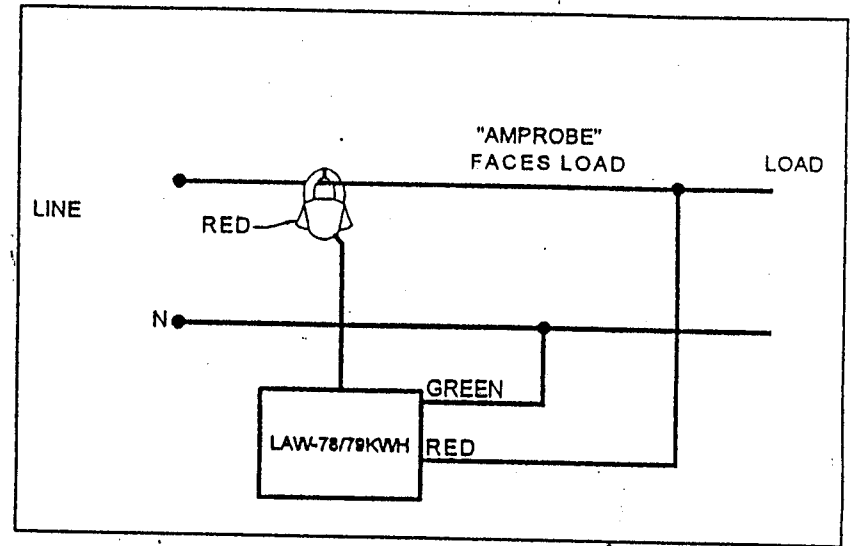 "AMPROBE"
FACES LOAD
LOAD
LINE
RED
N
GREEN
LAW-78/79KWH
RED